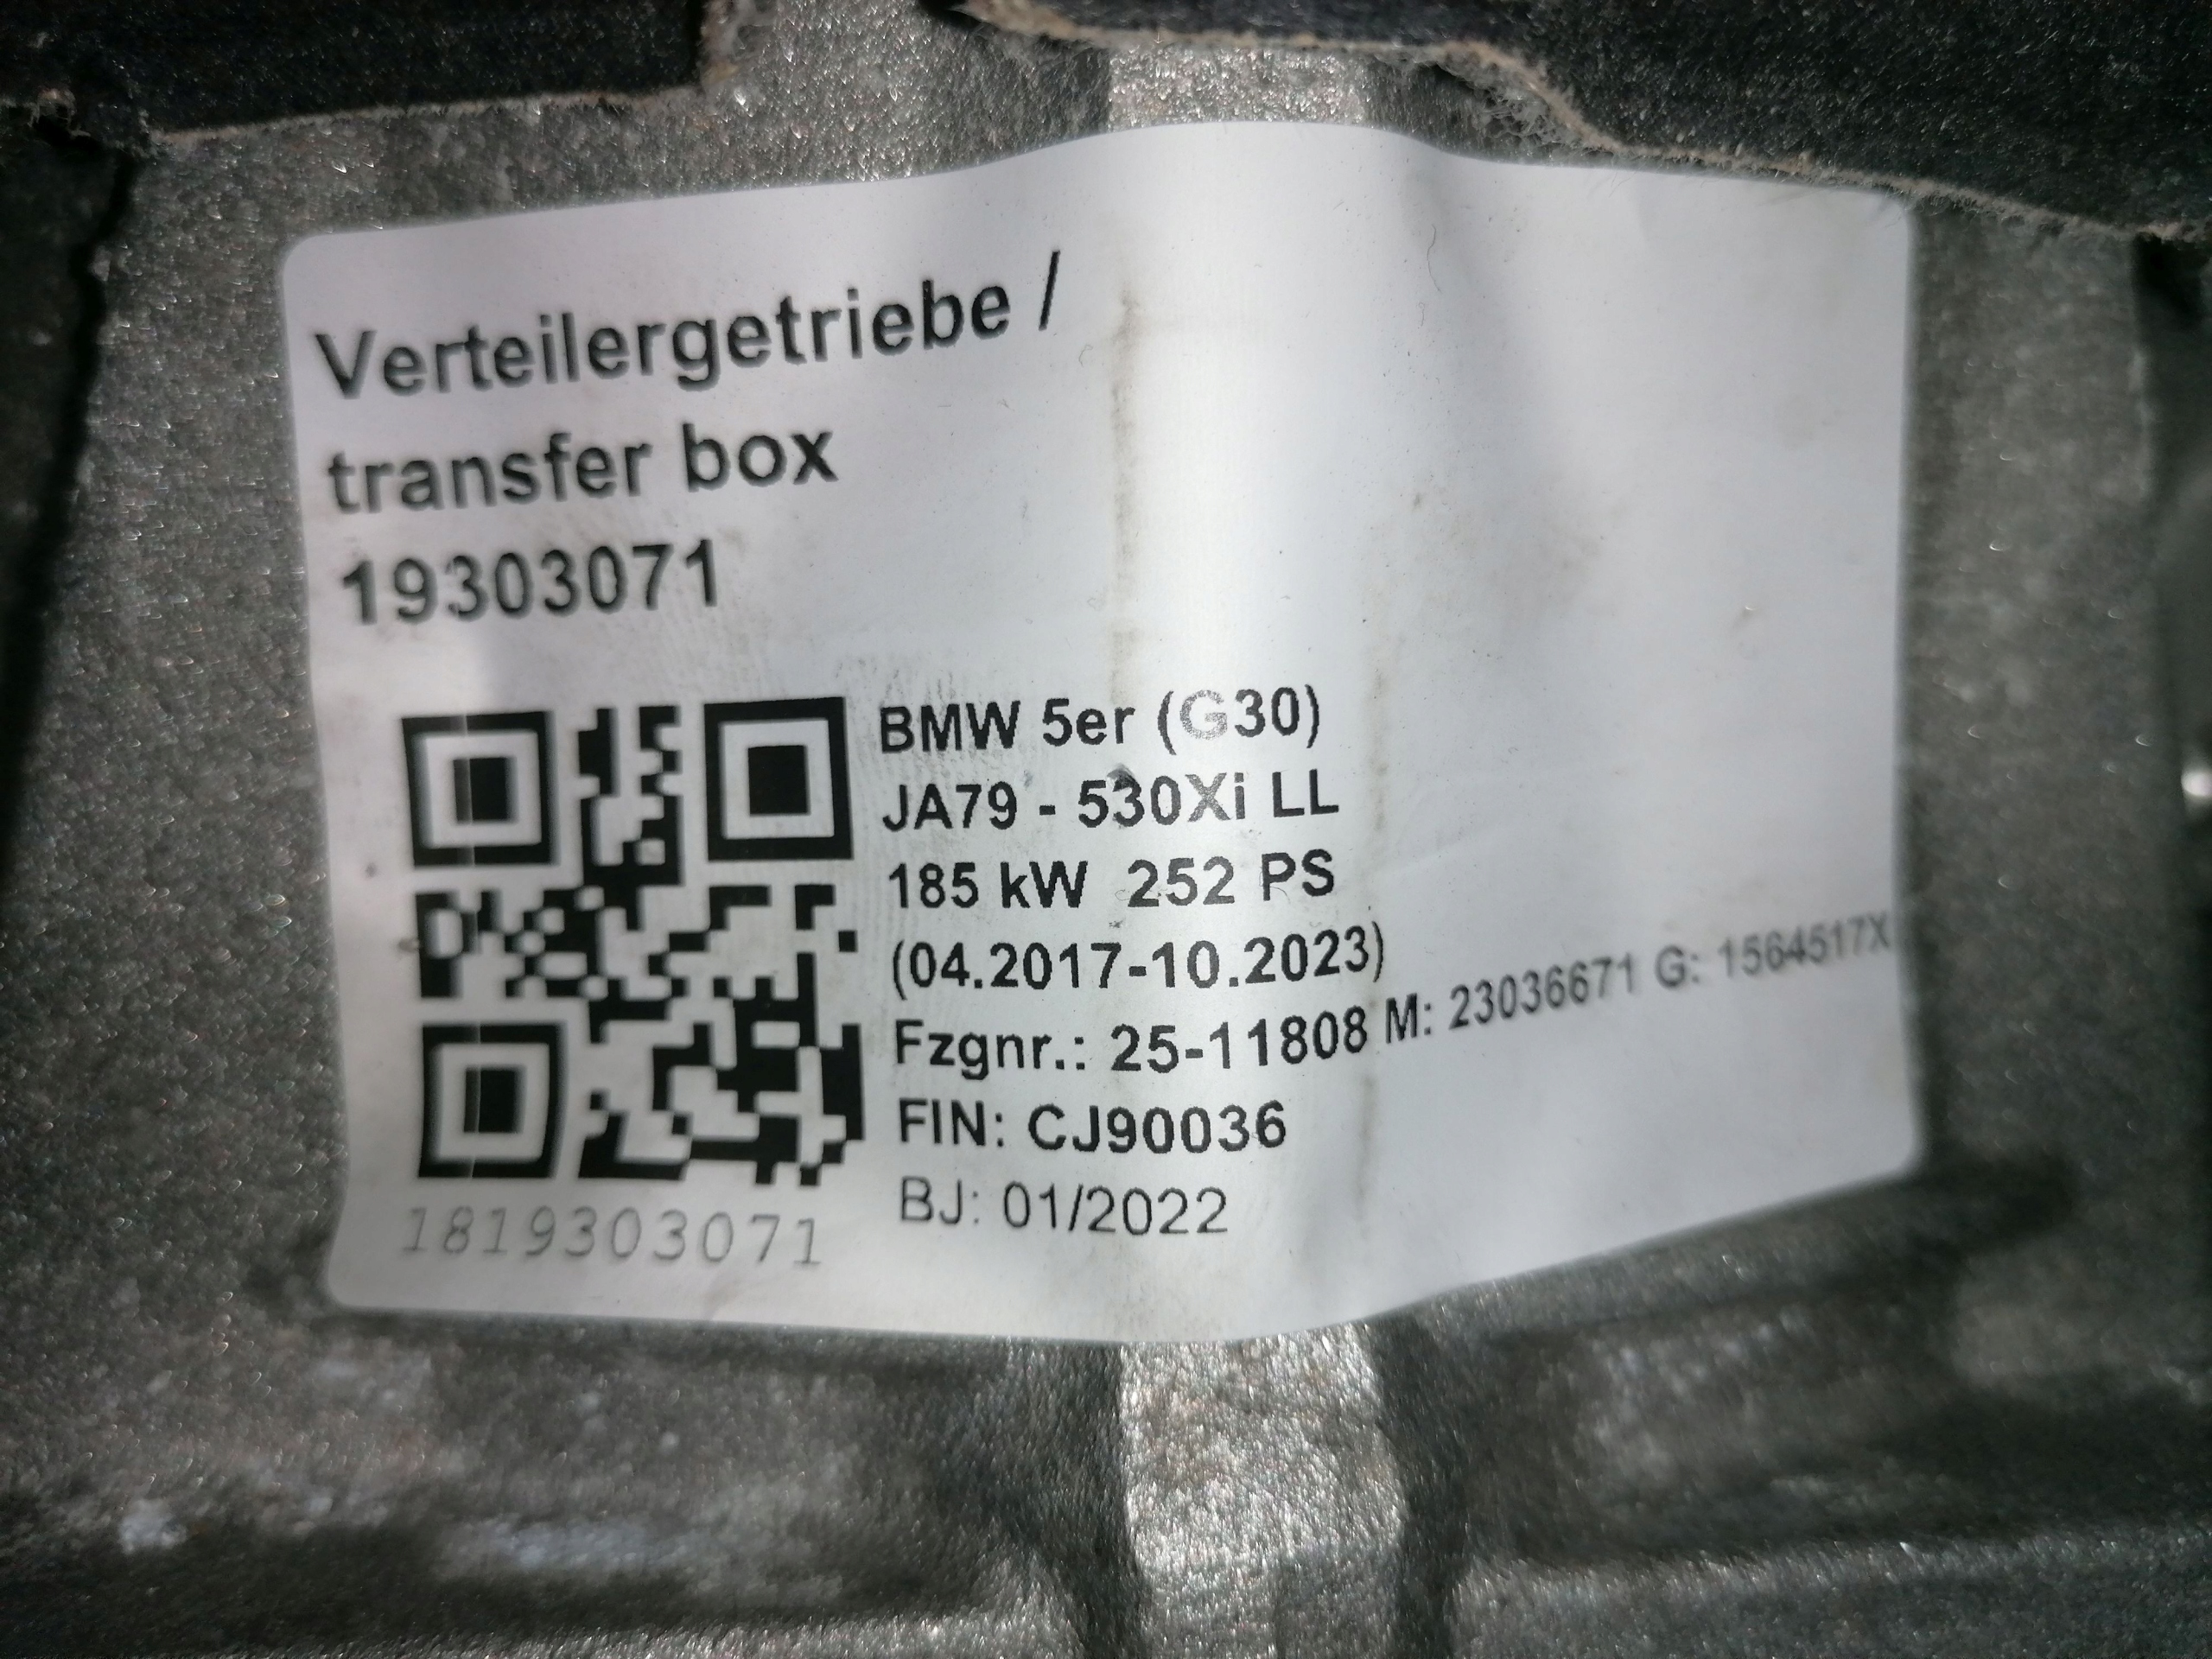 Verteilergetriebe /
transfer box
19303071
BMW 5er (G30)
JA79 - 530Xi LL
185 kW 252 PS
(04.2017-10.2023)
Fzgnr.: 25-11808 M: 23036671 G: 1564517X
FIN: CJ90036
BJ: 01/2022
1819303071